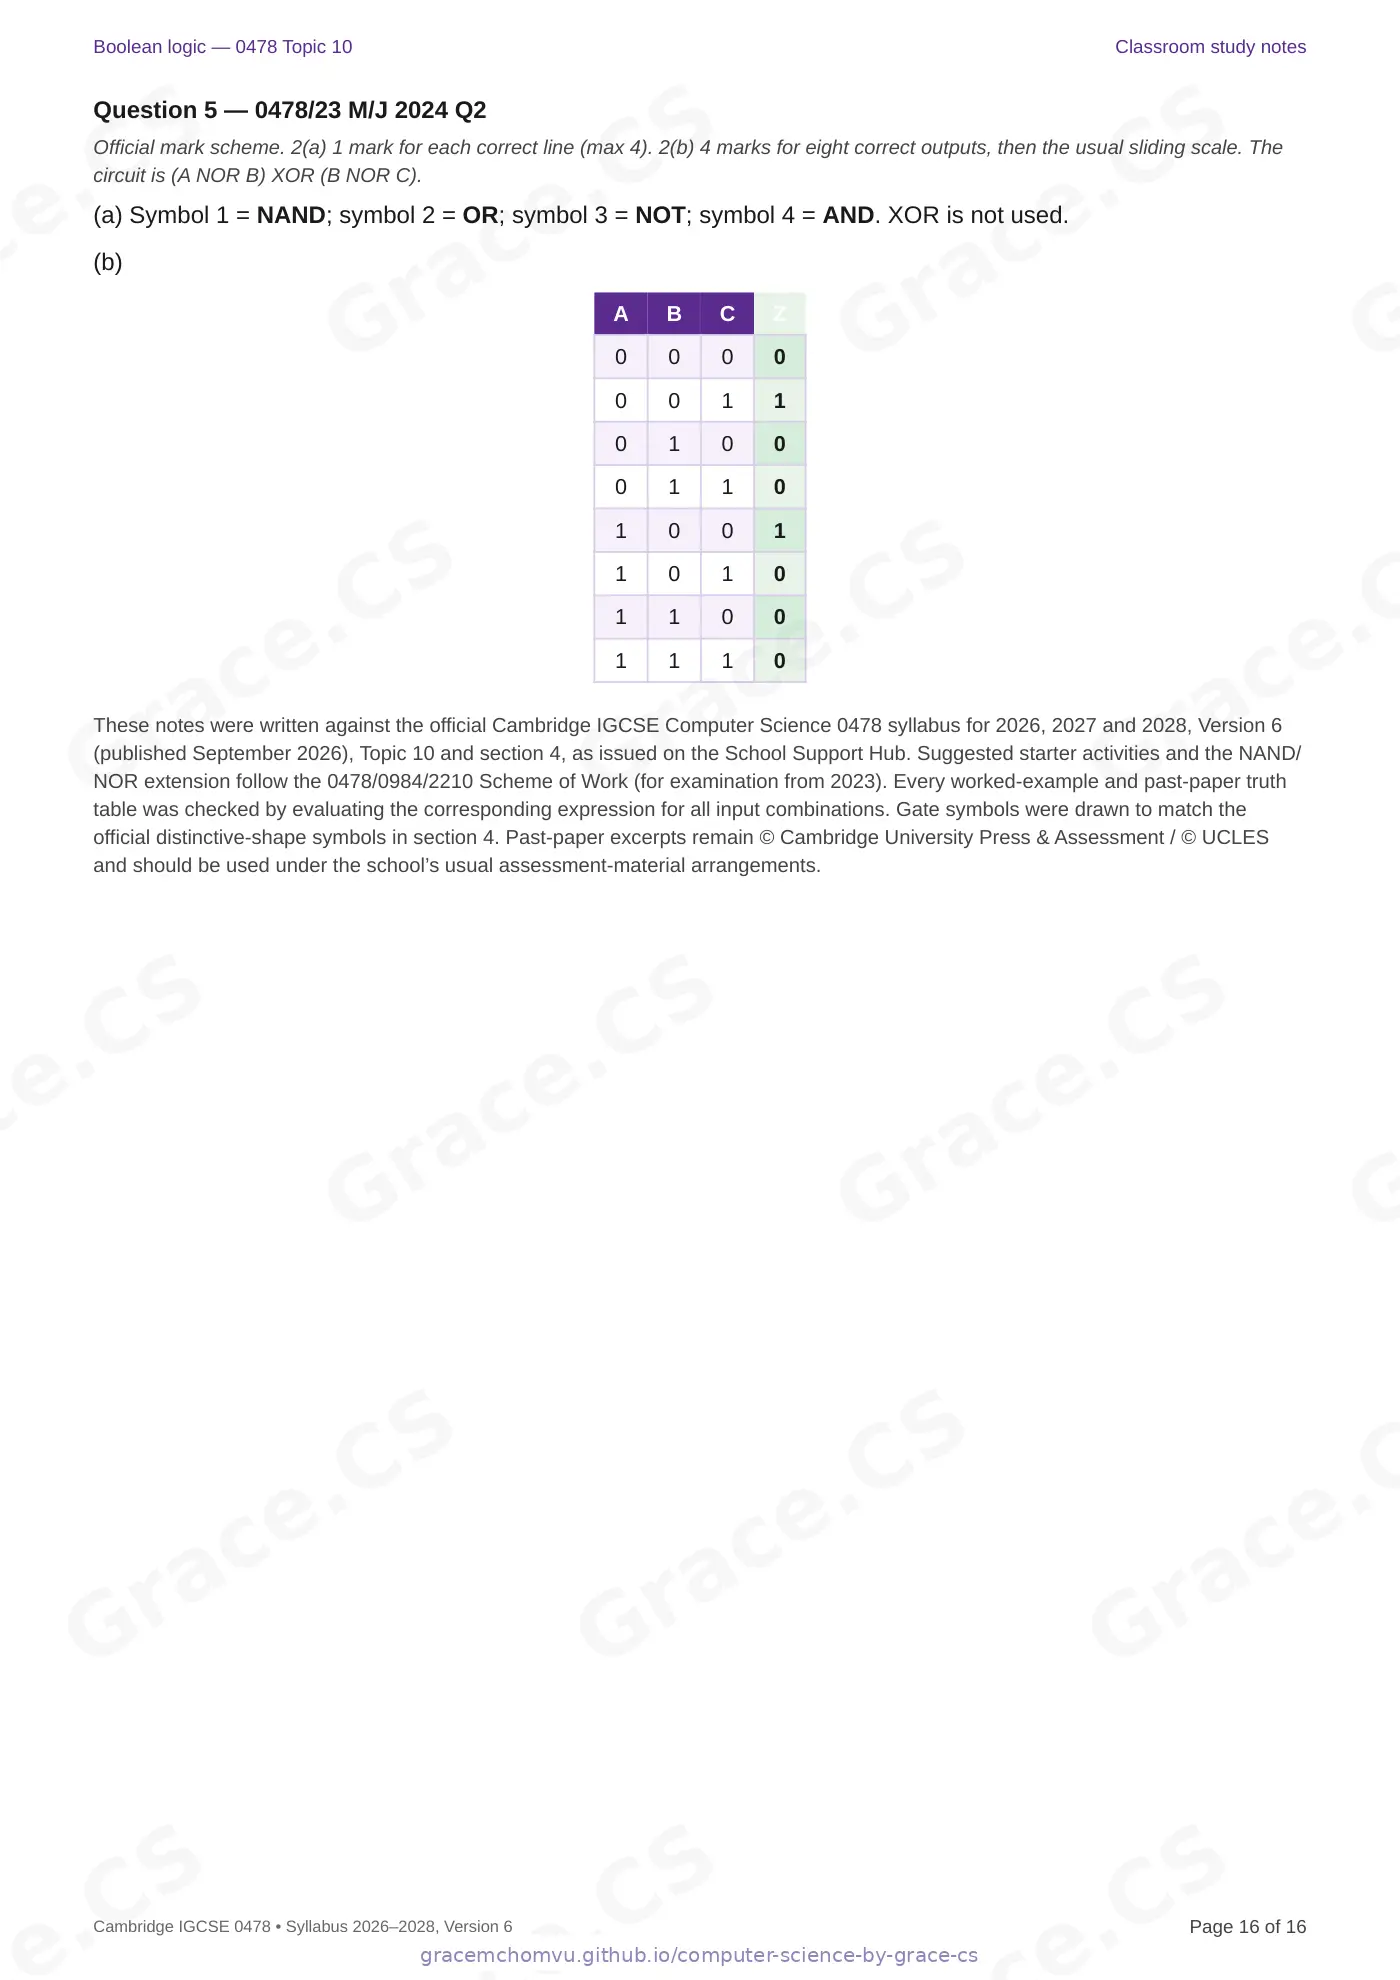 Boolean logic — 0478 Topic 10
Classroom study notes
Question 5 — 0478/23 M/J 2024 Q2
Official mark scheme. 2(a) 1 mark for each correct line (max 4). 2(b) 4 marks for eight correct outputs, then the usual sliding scale. The
circuit is (A NOR B) XOR (B NOR C).
(a) Symbol 1 = NAND; symbol 2 = OR; symbol 3 = NOT; symbol 4 = AND. XOR is not used.
(b)
A B C Z
0 0 0 0
0 0 1 1
0 1 0 0
0 1 1 0
1 0 0 1
1 0 1 0
1 1 0 0
1 1 1 0
These notes were written against the official Cambridge IGCSE Computer Science 0478 syllabus for 2026, 2027 and 2028, Version 6
(published September 2026), Topic 10 and section 4, as issued on the School Support Hub. Suggested starter activities and the NAND/
NOR extension follow the 0478/0984/2210 Scheme of Work (for examination from 2023). Every worked-example and past-paper truth
table was checked by evaluating the corresponding expression for all input combinations. Gate symbols were drawn to match the
official distinctive-shape symbols in section 4. Past-paper excerpts remain © Cambridge University Press & Assessment / © UCLES
and should be used under the school’s usual assessment-material arrangements.
Grace.CS
Cambridge IGCSE 0478 • Syllabus 2026–2028, Version 6
Page 16 of 16
gracemchomvu.github.io/computer-science-by-grace-cs